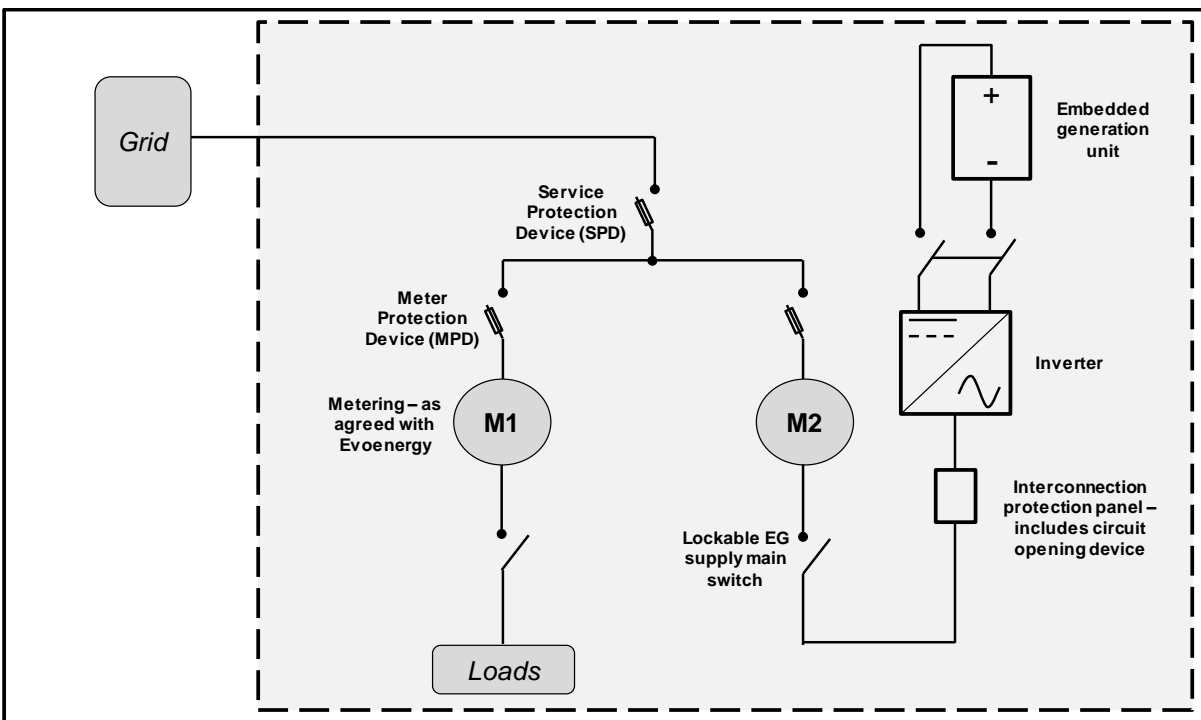 Grid
Service
Protection
Device (SPD)
+
-
Embedded
generation
unit
Meter
Protection
Device (MPD)
Metering – as
agreed with
Evoenergy
M1
M2
Inverter
Lockable EG
supply main
switch
Interconnection
protection panel –
includes circuit
opening device
Loads